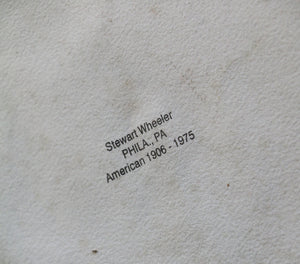 Stewart Wheeler
PHILA., PA
American 1906 - 1975